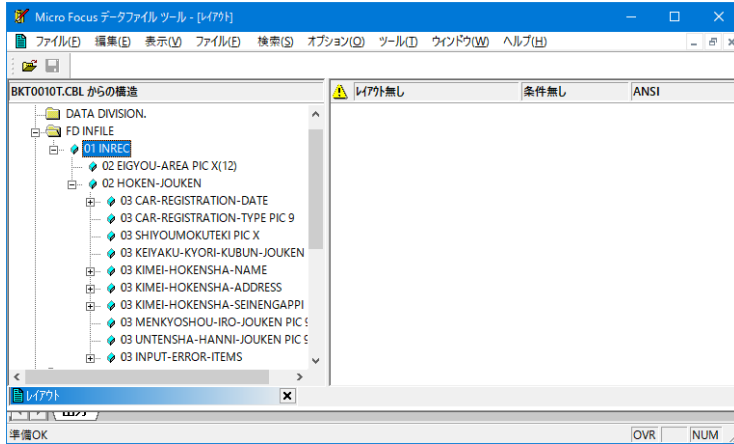 Micro Focus データファイル ツール - [レイアウト]
ファイル(F) 編集(E) 表示(V) ファイル(F) 検索(S) オプション(O) ツール(T) ウィンドウ(W) ヘルプ(H)
BKT0010T.CBL からの構造
レイアウト無し 条件無し ANSI
DATA DIVISION.
FD INFILE
01 INREC
02 EIGYOU-AREA PIC X(12)
02 HOKEN-JOUKEN
03 CAR-REGISTRATION-DATE
03 CAR-REGISTRATION-TYPE PIC 9
03 SHIYOUMOKUTEKI PIC X
03 KEIYAKU-KYORI-KUBUN-JOUKEN
03 KIMEI-HOKENSHA-NAME
03 KIMEI-HOKENSHA-ADDRESS
03 KIMEI-HOKENSHA-SEINENGAPPI
03 MENKYOSHOU-IRO-JOUKEN PIC 9
03 UNTENSHA-HANNI-JOUKEN PIC 9
03 INPUT-ERROR-ITEMS
レイアウト
出力
準備OK OVR NUM